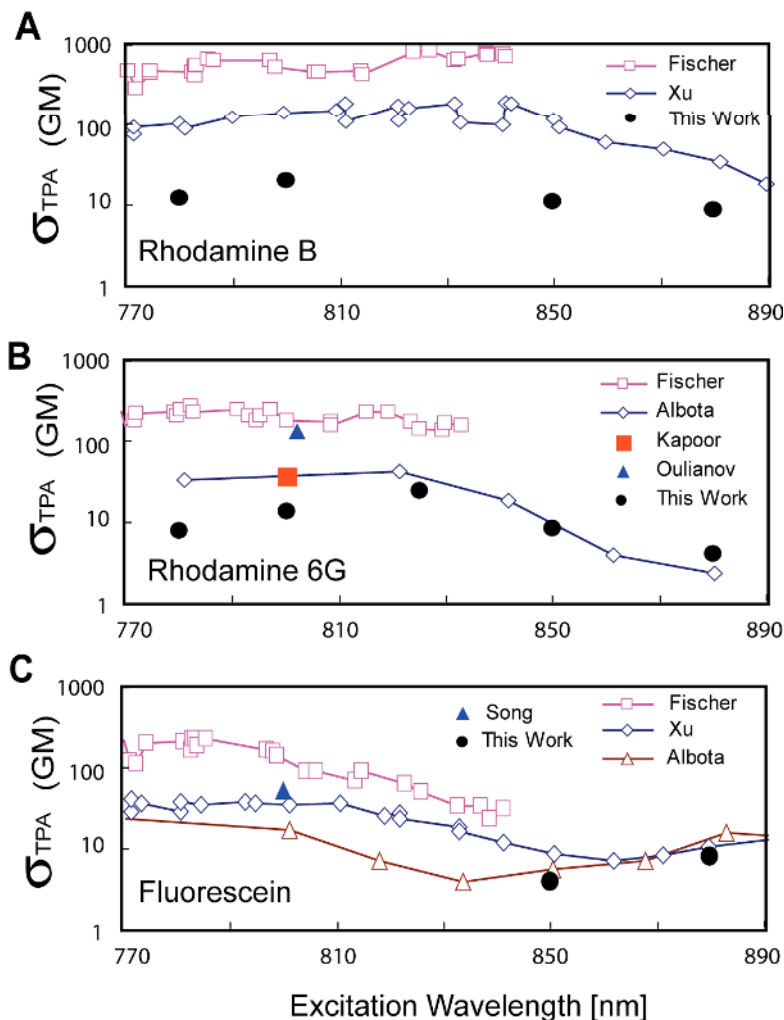 A
1000
100
10
1
σTPA (GM)
Fischer
Xu
This Work
Rhodamine B
770
810
850
890
B
1000
100
10
1
σTPA (GM)
Fischer
Albota
Kapoor
Oulianov
This Work
Rhodamine 6G
770
810
850
890
C
1000
100
10
1
σTPA (GM)
Song
This Work
Fischer
Xu
Albota
Fluorescein
770
810
850
890
Excitation Wavelength [nm]